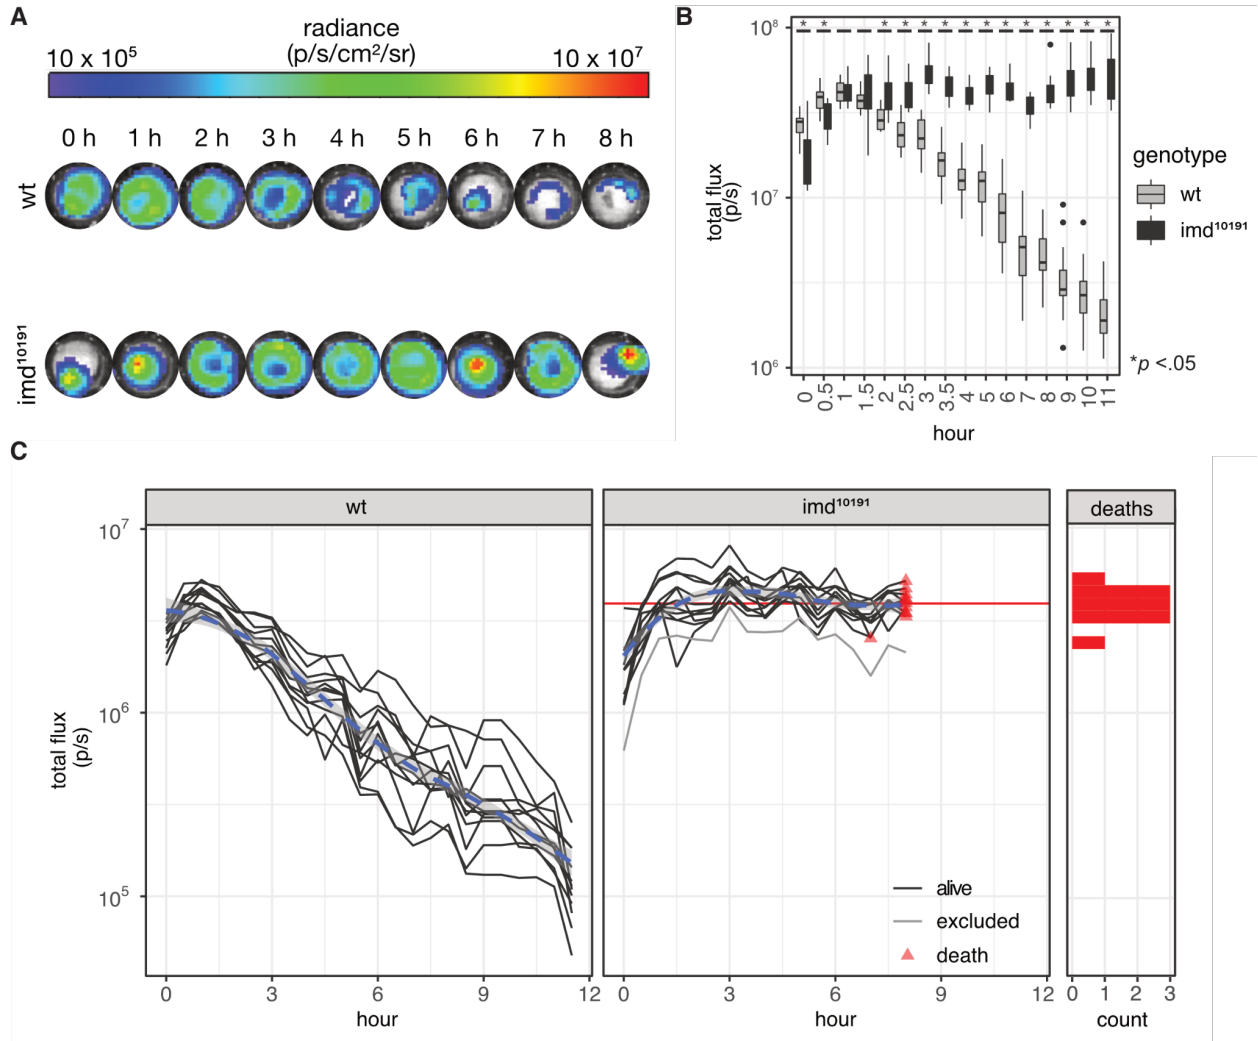 A
radiance
(p/s/cm²/sr)
10 x 10⁵
10 x 10⁷
0 h 1 h 2 h 3 h 4 h 5 h 6 h 7 h 8 h
wt
imd¹⁰¹⁹¹
B
* * * * * * * * * * * * * *
10⁸
10⁷
10⁶
total flux
(p/s)
0 0.5 1 1.5 2 2.5 3 3.5 4 5 6 7 8 9 10 11
hour
genotype
wt
imd¹⁰¹⁹¹
*p <.05
C
wt
imd¹⁰¹⁹¹
deaths
10⁷
10⁶
10⁵
total flux
(p/s)
alive
excluded
death
0 3 6 9 12
hour
0 3 6 9 12
hour
0 1 2 3
count